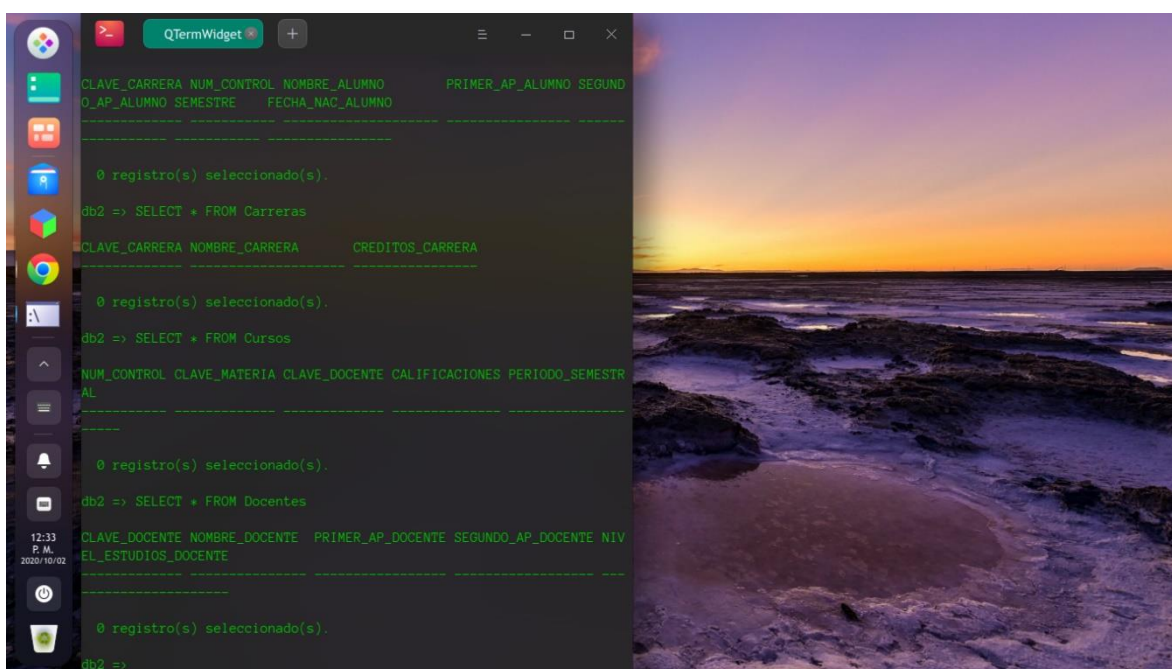 QTermWidget
CLAVE_CARRERA NUM_CONTROL NOMBRE_ALUMNO PRIMER_AP_ALUMNO SEGUND
O_AP_ALUMNO SEMESTRE FECHA_NAC_ALUMNO
------------- ----------- -------------------- ---------------- ------
----------- ----------- ----------------
0 registro(s) seleccionado(s).
db2 => SELECT * FROM Carreras
CLAVE_CARRERA NOMBRE_CARRERA CREDITOS_CARRERA
------------- -------------------- ----------------
0 registro(s) seleccionado(s).
db2 => SELECT * FROM Cursos
NUM_CONTROL CLAVE_MATERIA CLAVE_DOCENTE CALIFICACIONES PERIODO_SEMESTR
AL
----------- ------------- ------------- -------------- ---------------
-----
0 registro(s) seleccionado(s).
db2 => SELECT * FROM Docentes
CLAVE_DOCENTE NOMBRE_DOCENTE PRIMER_AP_DOCENTE SEGUNDO_AP_DOCENTE NIV
EL_ESTUDIOS_DOCENTE
------------- --------------- ----------------- ------------------ ---
-------------------
0 registro(s) seleccionado(s).
db2 =>
:\
12:33
P. M.
2020/10/02